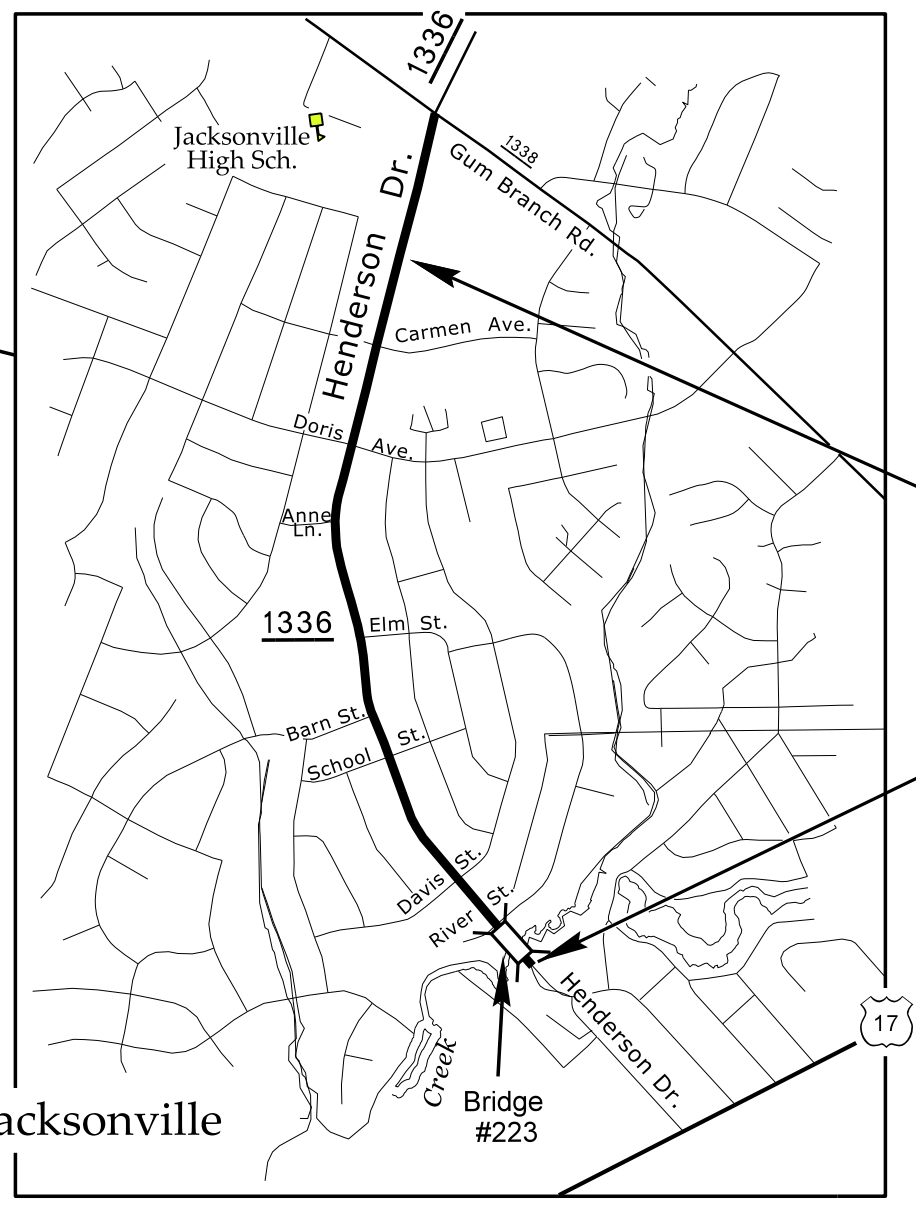 1336
Jacksonville
High Sch.
1338
Gum Branch Rd.
Henderson Dr.
Carmen Ave.
Doris Ave.
Anne
Ln.
1336
Elm St.
Barn St.
School St.
Davis St.
River St.
Henderson Dr.
17
Creek
Bridge
#223
acksonville